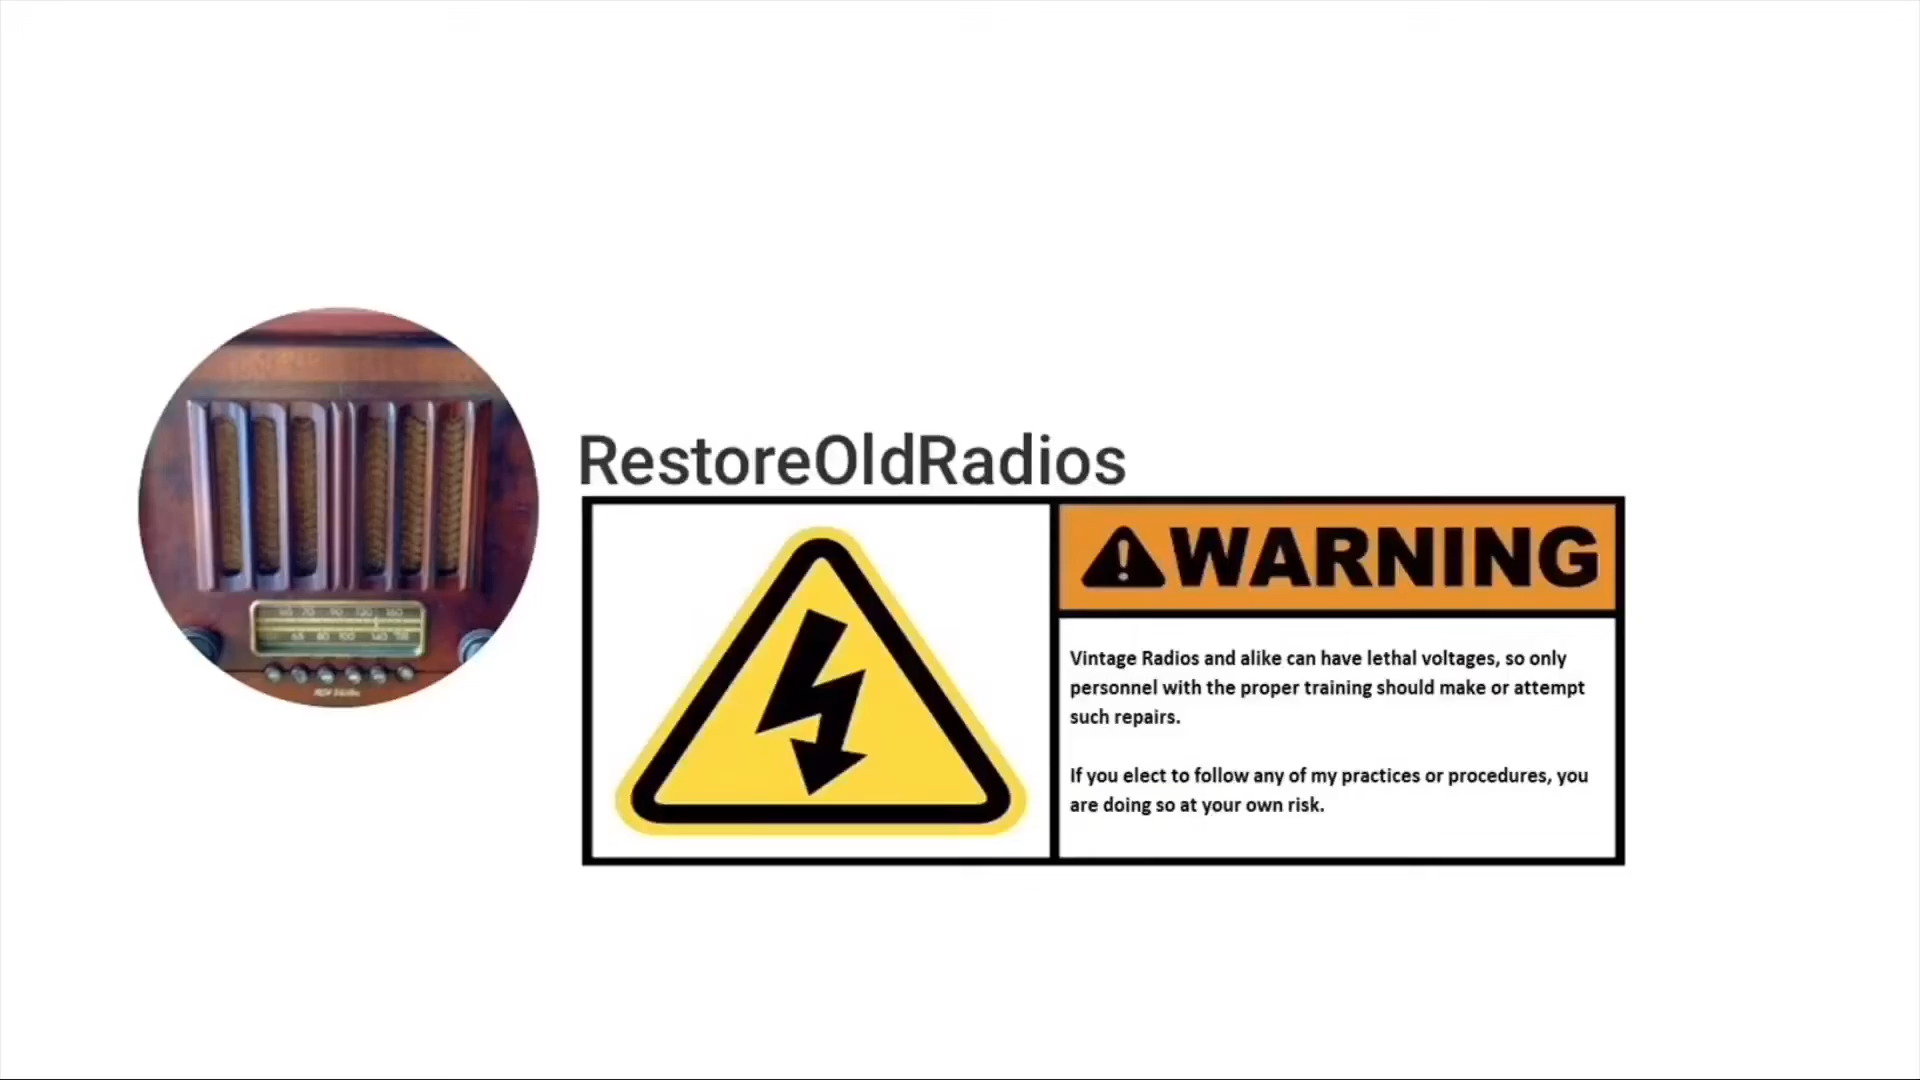 RestoreOldRadios
WARNING
Vintage Radios and alike can have lethal voltages, so only
personnel with the proper training should make or attempt
such repairs.
If you elect to follow any of my practices or procedures, you
are doing so at your own risk.